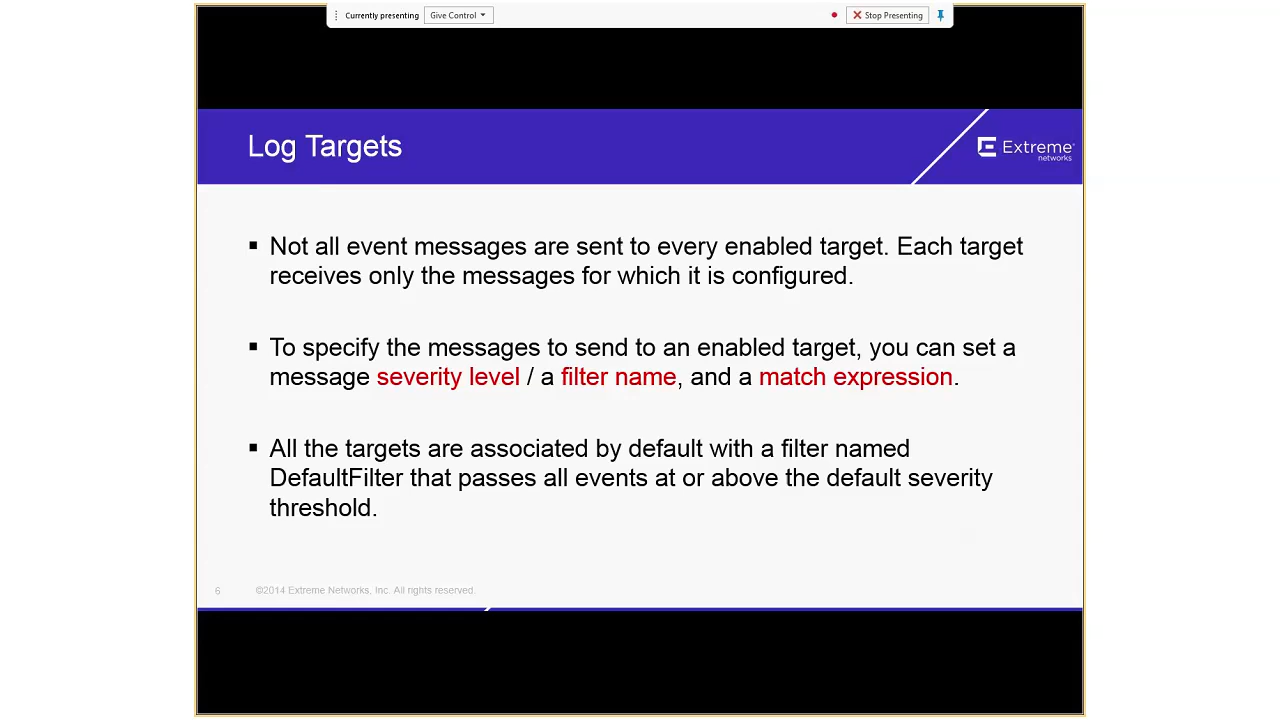 Currently presenting
Give Control
Stop Presenting
Log Targets
Extreme
networks
▪ Not all event messages are sent to every enabled target. Each target
receives only the messages for which it is configured.
▪ To specify the messages to send to an enabled target, you can set a
message severity level / a filter name, and a match expression.
▪ All the targets are associated by default with a filter named
DefaultFilter that passes all events at or above the default severity
threshold.
6
©2014 Extreme Networks, Inc. All rights reserved.